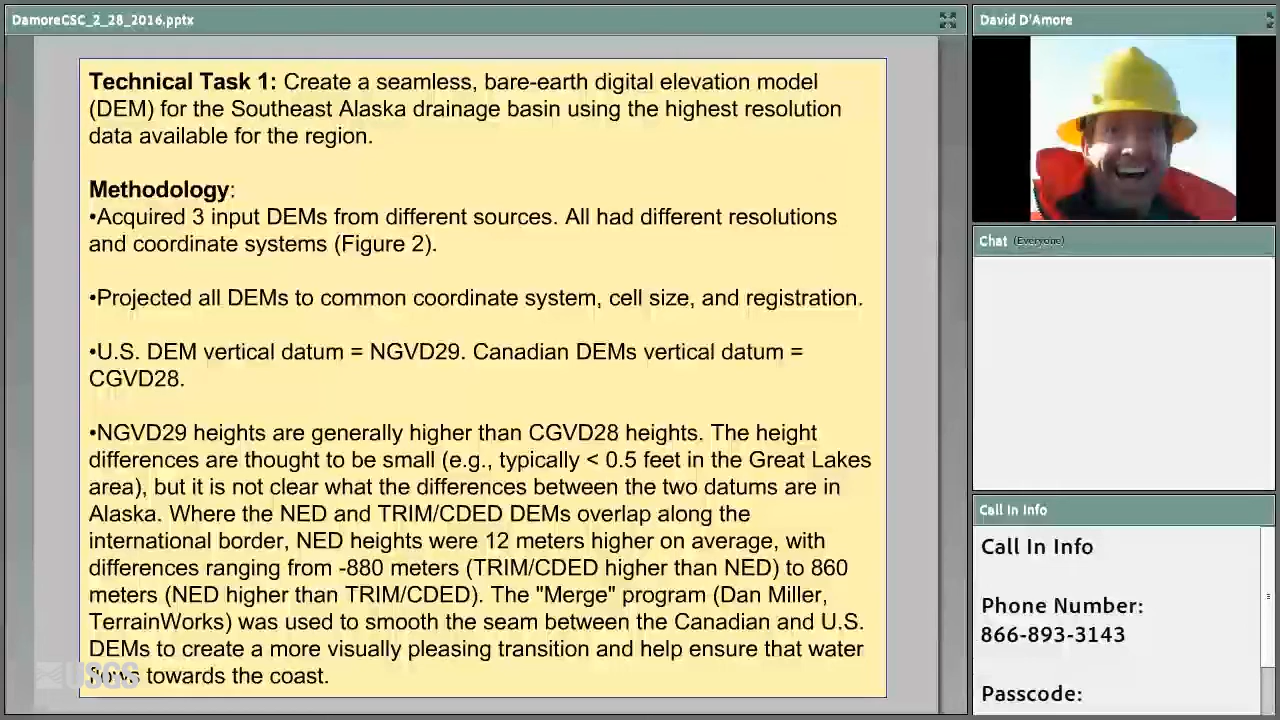 DamoreCSC_2_28_2016.pptx
Technical Task 1: Create a seamless, bare-earth digital elevation model
(DEM) for the Southeast Alaska drainage basin using the highest resolution
data available for the region.
Methodology:
•Acquired 3 input DEMs from different sources. All had different resolutions
and coordinate systems (Figure 2).
•Projected all DEMs to common coordinate system, cell size, and registration.
•U.S. DEM vertical datum = NGVD29. Canadian DEMs vertical datum =
CGVD28.
•NGVD29 heights are generally higher than CGVD28 heights. The height
differences are thought to be small (e.g., typically < 0.5 feet in the Great Lakes
area), but it is not clear what the differences between the two datums are in
Alaska. Where the NED and TRIM/CDED DEMs overlap along the
international border, NED heights were 12 meters higher on average, with
differences ranging from -880 meters (TRIM/CDED higher than NED) to 860
meters (NED higher than TRIM/CDED). The "Merge" program (Dan Miller,
TerrainWorks) was used to smooth the seam between the Canadian and U.S.
DEMs to create a more visually pleasing transition and help ensure that water
flows towards the coast.
USGS
David D'Amore
Chat (Everyone)
Call In Info
Call In Info
Phone Number:
866-893-3143
Passcode: